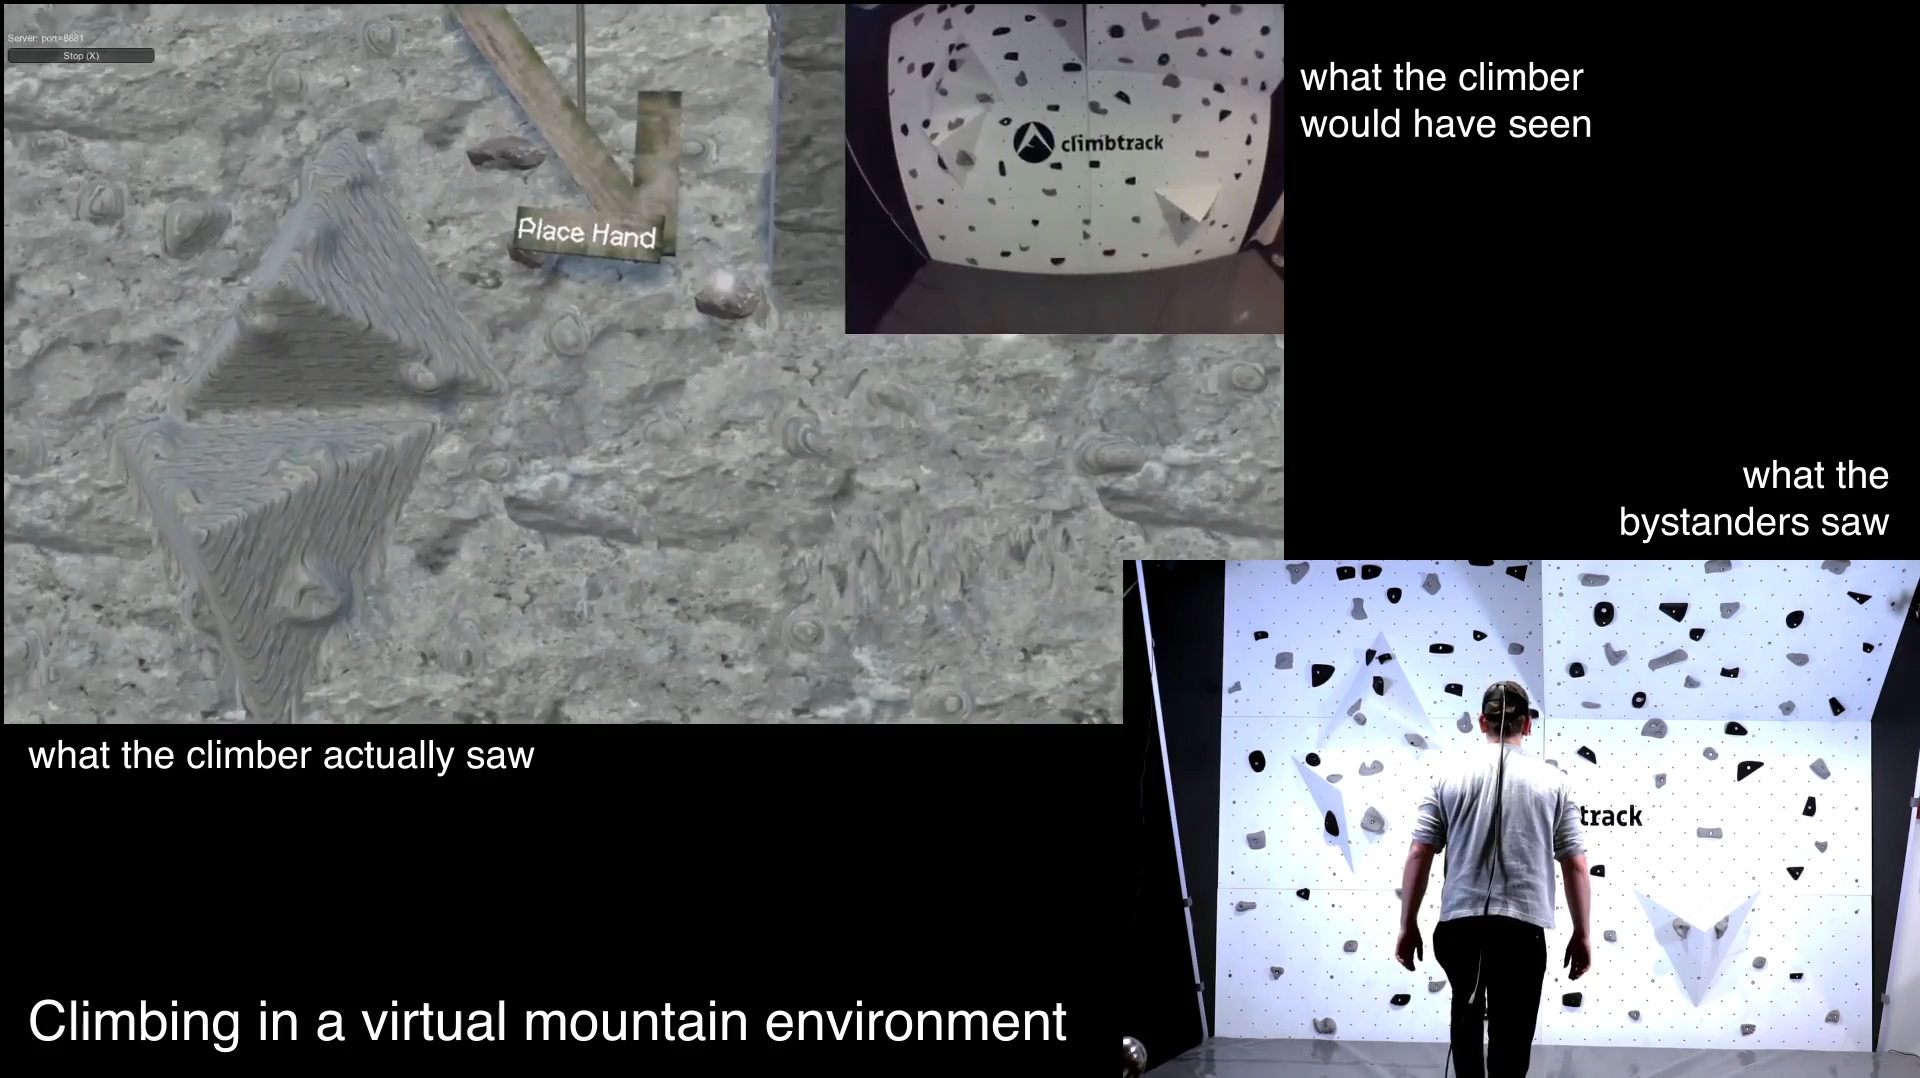 Server: port=8681
Stop (X)
Place Hand
climbtrack
what the climber
would have seen
what the
bystanders saw
track
what the climber actually saw
Climbing in a virtual mountain environment